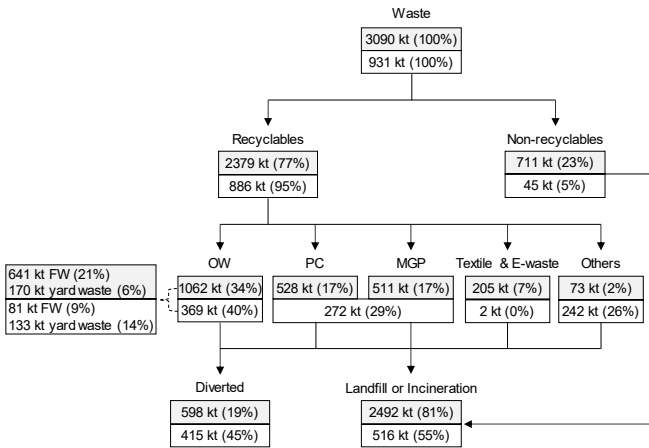 Waste
3090 kt (100%)
931 kt (100%)
Recyclables
Non-recyclables
2379 kt (77%)
711 kt (23%)
886 kt (95%)
45 kt (5%)
OW
PC
MGP
Textile & E-waste
Others
641 kt FW (21%)
170 kt yard waste (6%)
81 kt FW (9%)
133 kt yard waste (14%)
1062 kt (34%)
528 kt (17%)
511 kt (17%)
205 kt (7%)
73 kt (2%)
369 kt (40%)
272 kt (29%)
2 kt (0%)
242 kt (26%)
Diverted
Landfill or Incineration
598 kt (19%)
2492 kt (81%)
415 kt (45%)
516 kt (55%)